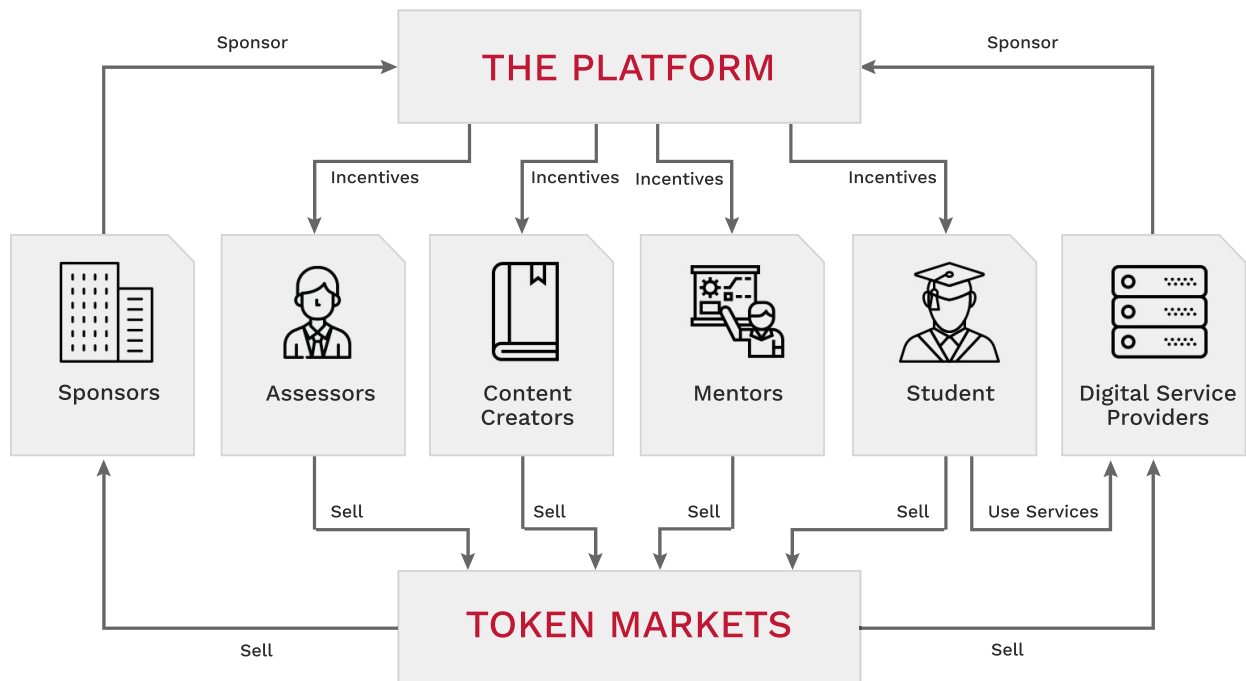 Sponsor
Sponsor
THE PLATFORM
Incentives
Incentives
Incentives
Incentives
Sponsors
Assessors
Content
Creators
Mentors
Student
Digital Service
Providers
Sell
Sell
Sell
Sell
Use Services
TOKEN MARKETS
Sell
Sell